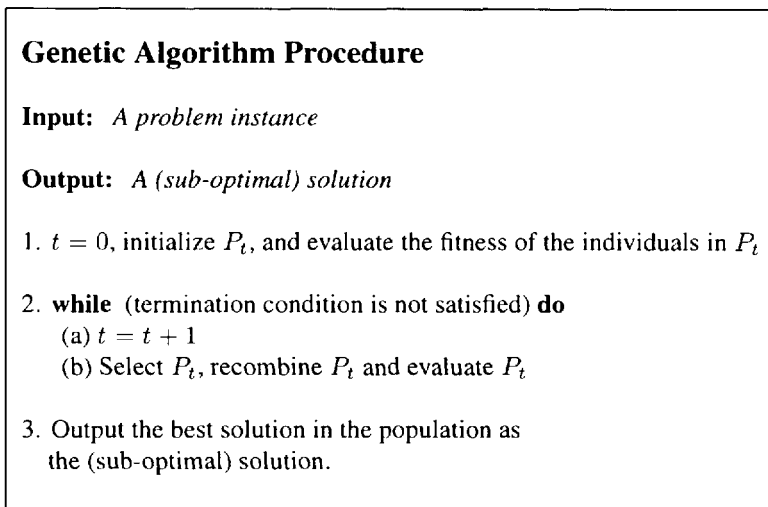 Genetic Algorithm Procedure
Input: A problem instance
Output: A (sub-optimal) solution
1. t = 0, initialize P_t, and evaluate the fitness of the individuals in P_t
2. while (termination condition is not satisfied) do
(a) t = t + 1
(b) Select P_t, recombine P_t and evaluate P_t
3. Output the best solution in the population as
the (sub-optimal) solution.